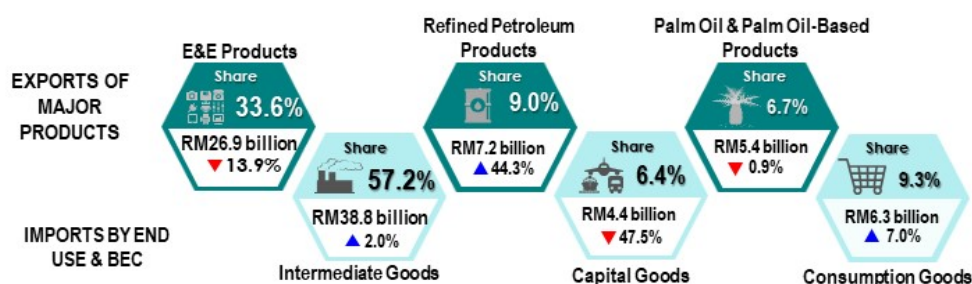 EXPORTS OF
MAJOR
PRODUCTS
E&E Products
Share
33.6%
RM26.9 billion
13.9%
Refined Petroleum
Products
Share
9.0%
RM7.2 billion
44.3%
Palm Oil & Palm Oil-Based
Products
Share
6.7%
RM5.4 billion
0.9%
IMPORTS BY END
USE & BEC
Share
57.2%
RM38.8 billion
2.0%
Intermediate Goods
Share
6.4%
RM4.4 billion
47.5%
Capital Goods
Share
9.3%
RM6.3 billion
7.0%
Consumption Goods